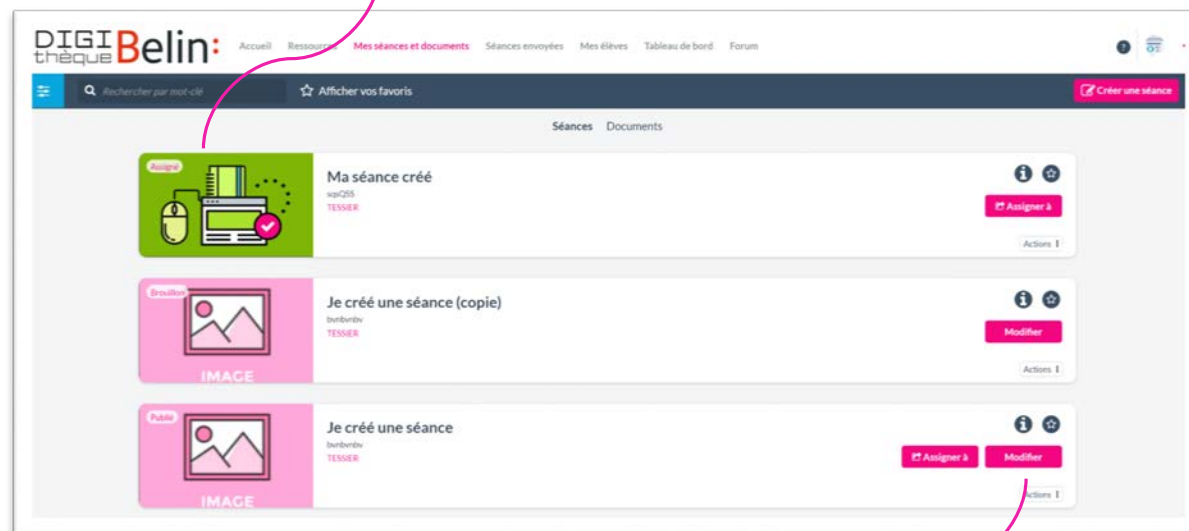 DIGI
thèque Belin:
Accueil Ressources Mes séances et documents Séances envoyées Mes élèves Tableau de bord Forum
Rechercher par mot-clé
Afficher vos favoris
Créer une séance
Séances Documents
Assigné
Ma séance créé
TESSIER
Assigner à
Actions
Brouillon
Je créé une séance (copie)
bvnbvnbv
TESSIER
Modifier
IMAGE
Actions
Publié
Je créé une séance
bvnbvnbv
TESSIER
Assigner à Modifier
IMAGE
Actions